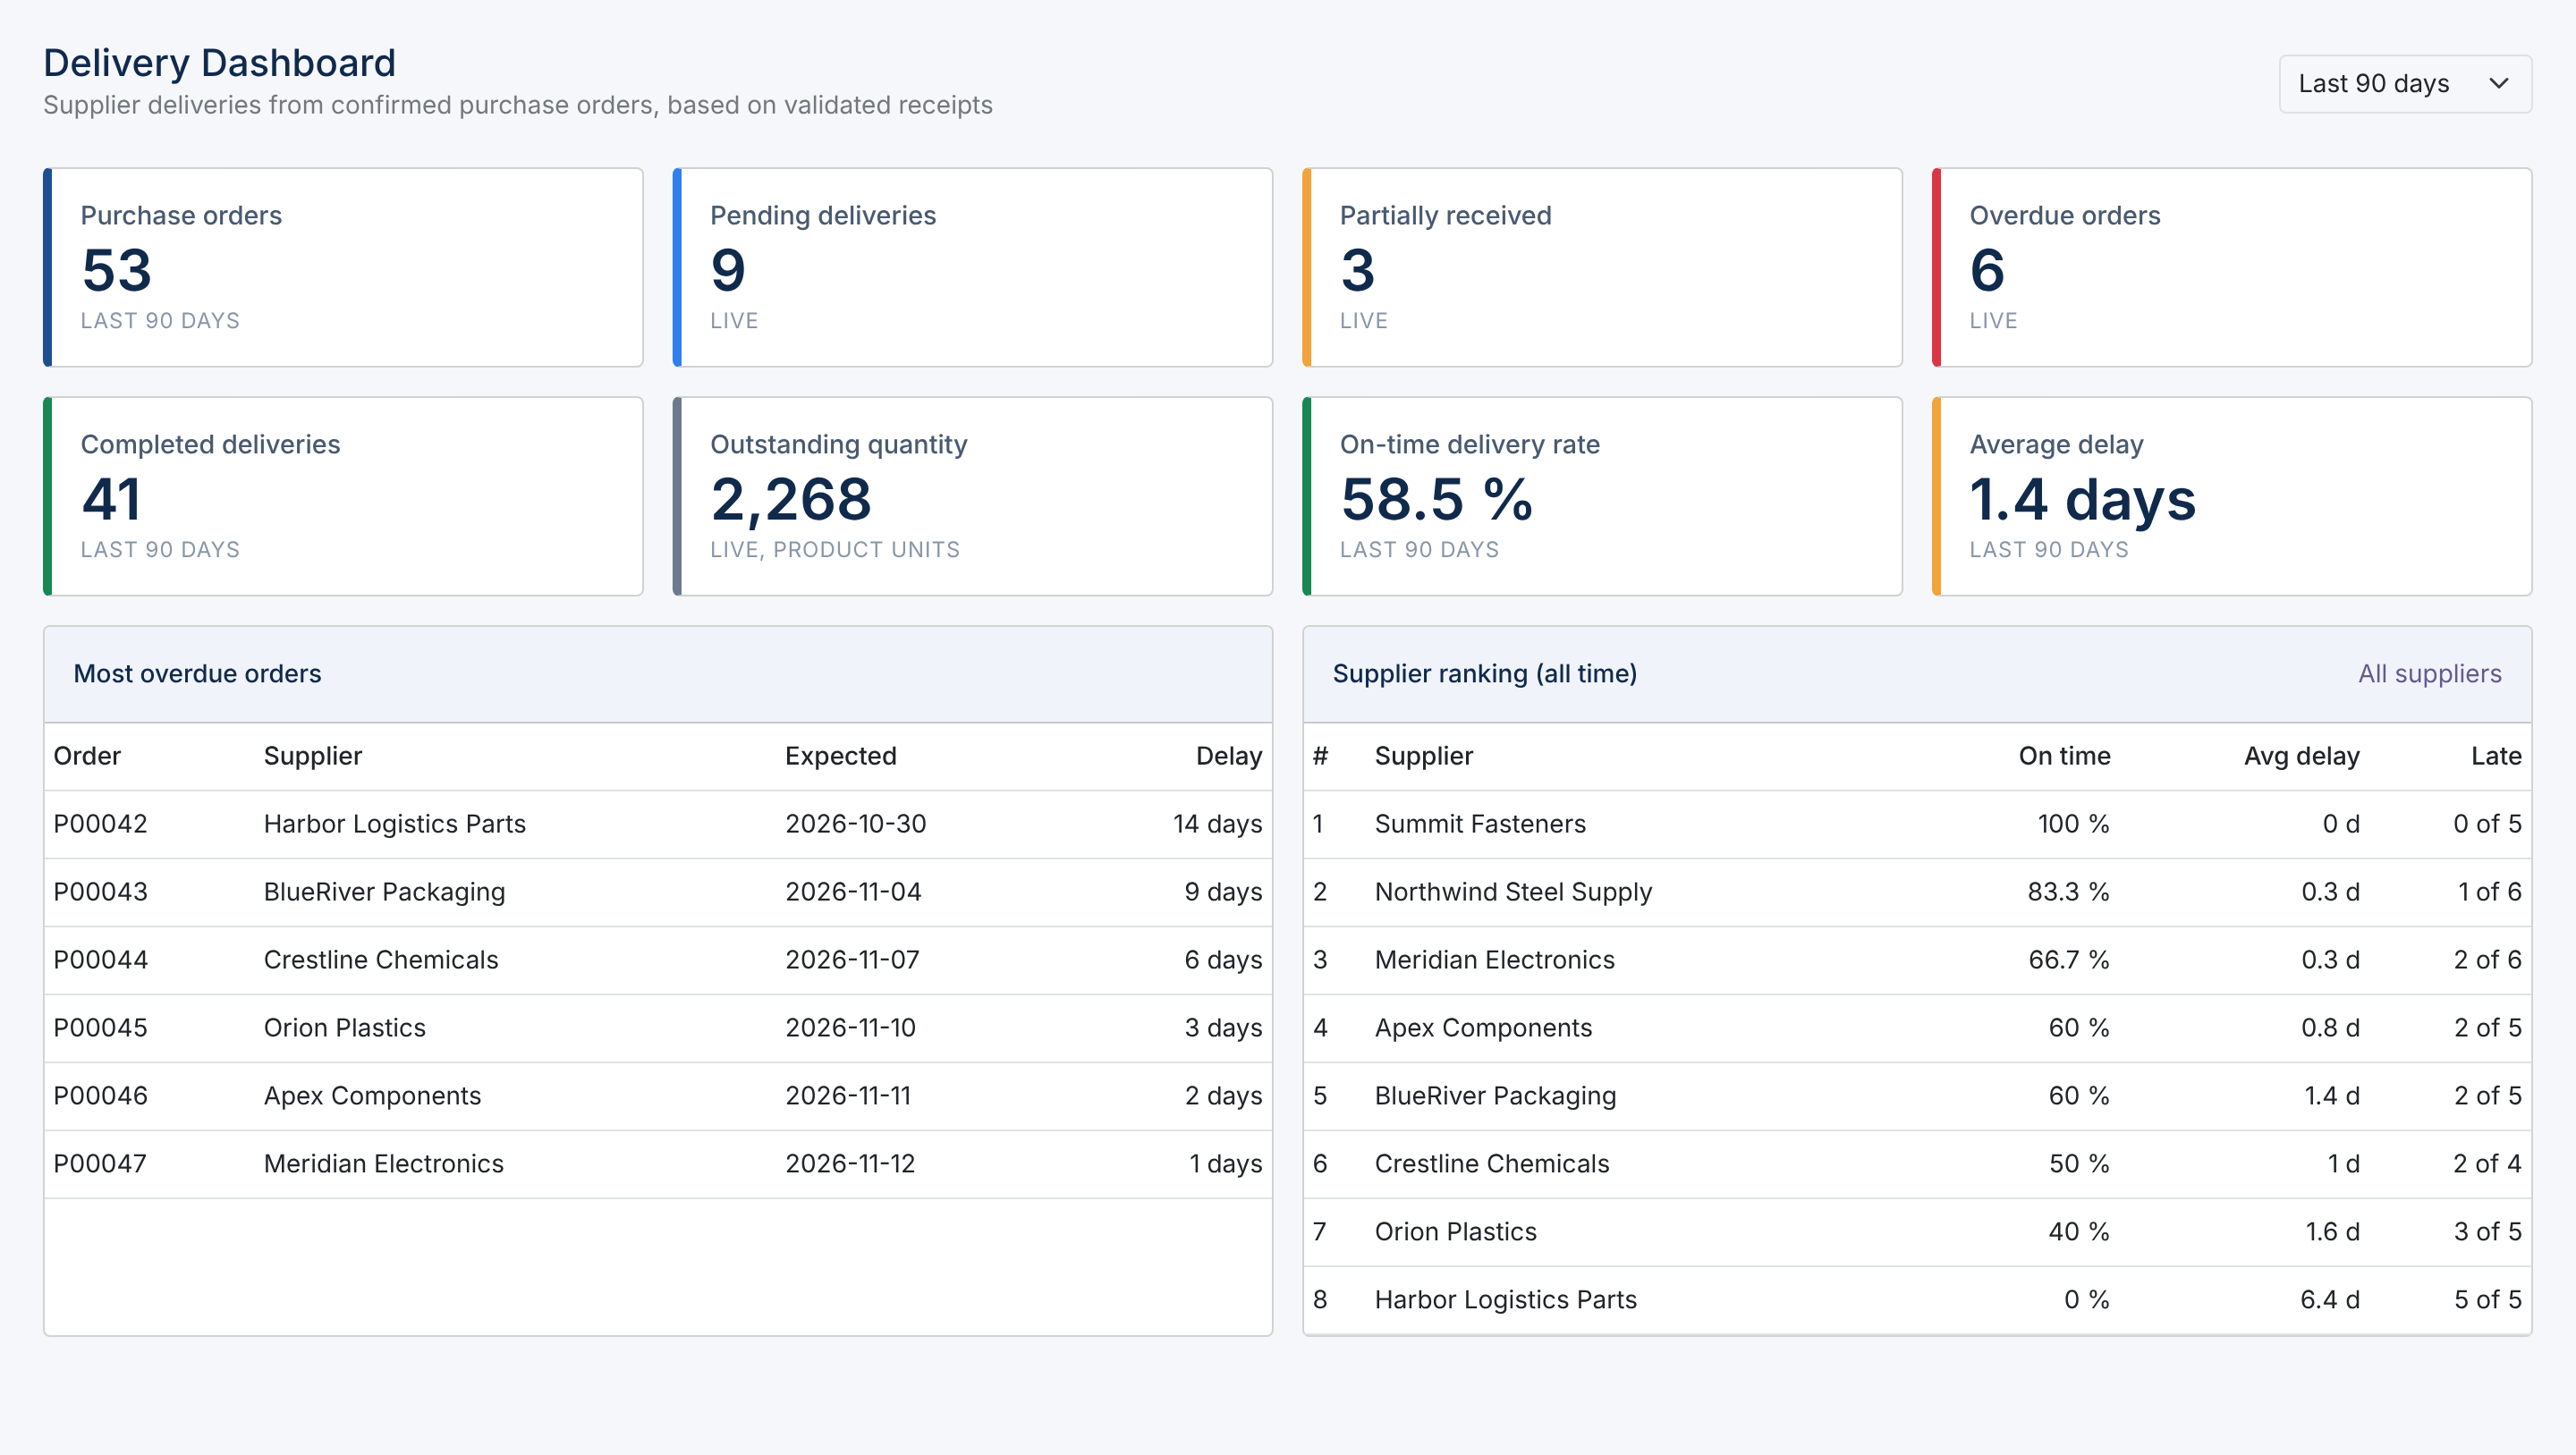 Delivery Dashboard
Supplier deliveries from confirmed purchase orders, based on validated receipts
Last 90 days
Purchase orders
53
LAST 90 DAYS
Pending deliveries
9
LIVE
Partially received
3
LIVE
Overdue orders
6
LIVE
Completed deliveries
41
LAST 90 DAYS
Outstanding quantity
2,268
LIVE, PRODUCT UNITS
On-time delivery rate
58.5 %
LAST 90 DAYS
Average delay
1.4 days
LAST 90 DAYS
Most overdue orders
Order Supplier Expected Delay
P00042 Harbor Logistics Parts 2026-10-30 14 days
P00043 BlueRiver Packaging 2026-11-04 9 days
P00044 Crestline Chemicals 2026-11-07 6 days
P00045 Orion Plastics 2026-11-10 3 days
P00046 Apex Components 2026-11-11 2 days
P00047 Meridian Electronics 2026-11-12 1 days
Supplier ranking (all time) All suppliers
# Supplier On time Avg delay Late
1 Summit Fasteners 100 % 0 d 0 of 5
2 Northwind Steel Supply 83.3 % 0.3 d 1 of 6
3 Meridian Electronics 66.7 % 0.3 d 2 of 6
4 Apex Components 60 % 0.8 d 2 of 5
5 BlueRiver Packaging 60 % 1.4 d 2 of 5
6 Crestline Chemicals 50 % 1 d 2 of 4
7 Orion Plastics 40 % 1.6 d 3 of 5
8 Harbor Logistics Parts 0 % 6.4 d 5 of 5